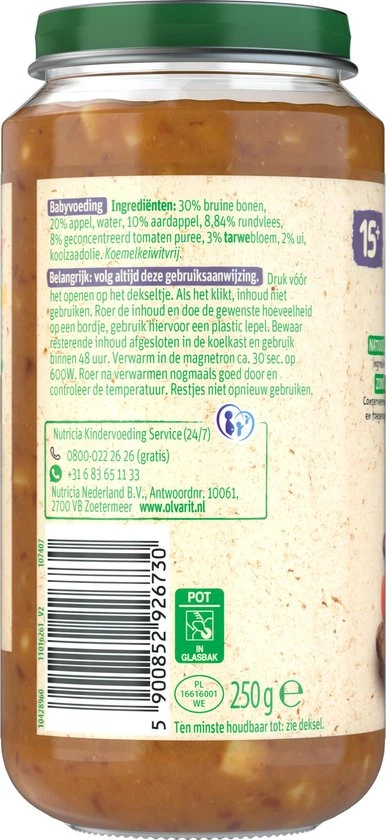 Babyvoeding Ingrediënten: 30% bruine bonen,
20% appel, water, 10% aardappel, 8,84% rundvlees,
8% geconcentreerd tomaten puree, 3% tarwebloem, 2% ui,
koolzaadolie. Koemelkeiwitvrij.
Belangrijk: volg altijd deze gebruiksaanwijzing. Druk vóór
het openen op het dekseltje. Als het klikt, inhoud niet
gebruiken. Roer de inhoud en doe de gewenste hoeveelheid
op een bordje, gebruik hiervoor een plastic lepel. Bewaar
resterende inhoud afgesloten in de koelkast en gebruik
binnen 48 uur. Verwarm in de magnetron ca. 30 sec. op
600W. Roer na verwarmen nogmaals goed door en
controleer de temperatuur. Restjes niet opnieuw gebruiken.
Nutricia Kindervoeding Service (24/7)
0800-022 26 26 (gratis)
+31 6 83 65 11 33
Nutricia Nederland B.V., Antwoordnr. 10061,
2700 VB Zoetermeer www.olvarit.nl
107407
11016261_V2
10428960
5 900852 926730
POT
IN
GLASBAK
PL
16616001
WE
250 g e
Ten minste houdbaar tot: zie deksel.
15+